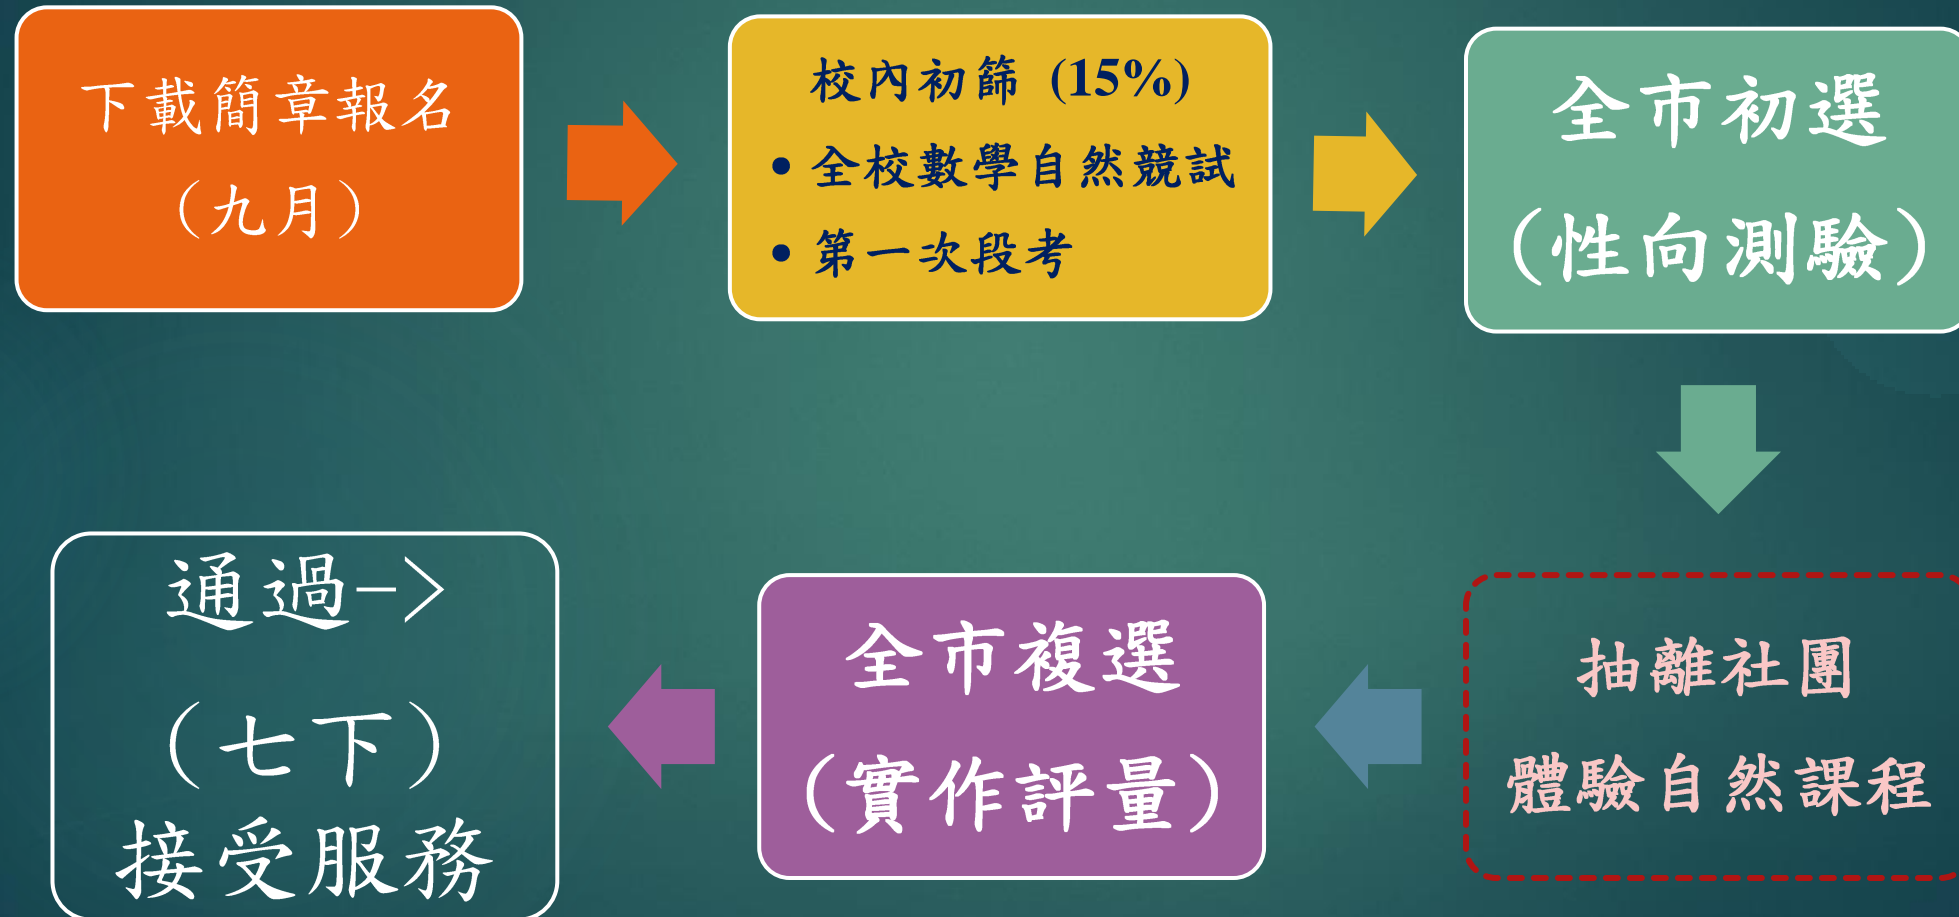 下載簡章報名
（九月）
校內初篩 (15%)
• 全校數學自然競試
• 第一次段考
全市初選
（性向測驗）
抽離社團
體驗自然課程
全市複選
（實作評量）
通過->
（七下）
接受服務